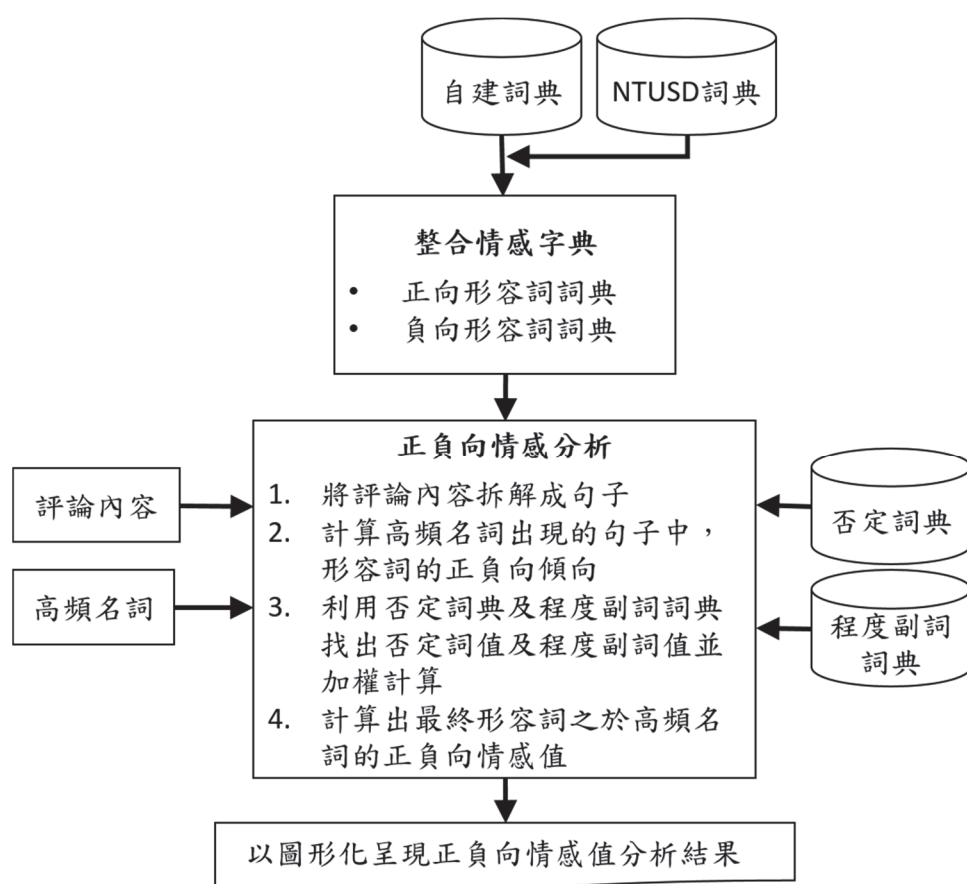 自建詞典
NTUSD詞典
整合情感字典
• 正向形容詞詞典
• 負向形容詞詞典
正負向情感分析
1. 將評論內容拆解成句子
2. 計算高頻名詞出現的句子中，
形容詞的正負向傾向
3. 利用否定詞典及程度副詞詞典
找出否定詞值及程度副詞值並
加權計算
4. 計算出最終形容詞之於高頻名
詞的正負向情感值
評論內容
高頻名詞
否定詞典
程度副詞
詞典
以圖形化呈現正負向情感值分析結果